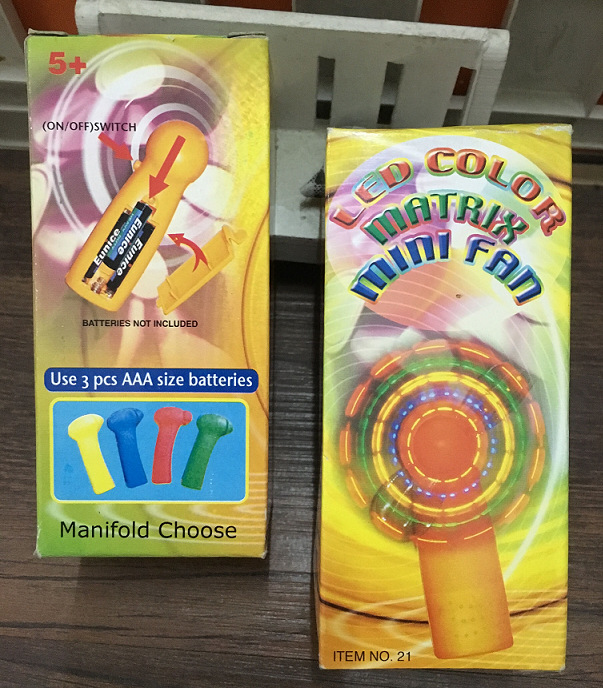 5+
(ON/OFF)SWITCH
Eunice
Eunice
Eunice
BATTERIES NOT INCLUDED
Use 3 pcs AAA size batteries
Manifold Choose
LED COLOR
MATRIX
MINI FAN
ITEM NO. 21